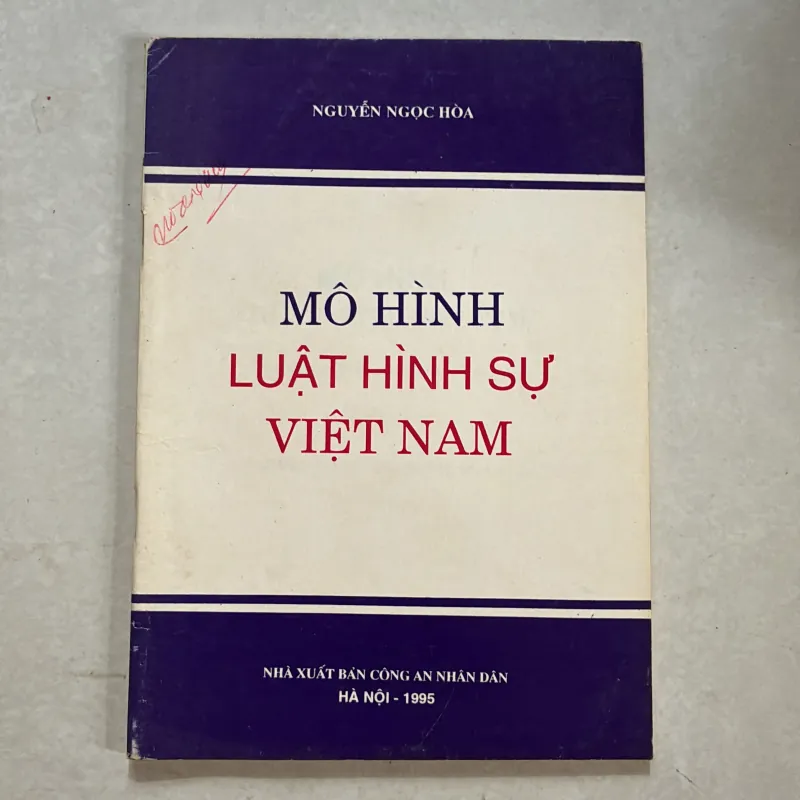 NGUYỄN NGỌC HÒA
MÔ HÌNH
LUẬT HÌNH SỰ
VIỆT NAM
NHÀ XUẤT BẢN CÔNG AN NHÂN DÂN
HÀ NỘI - 1995